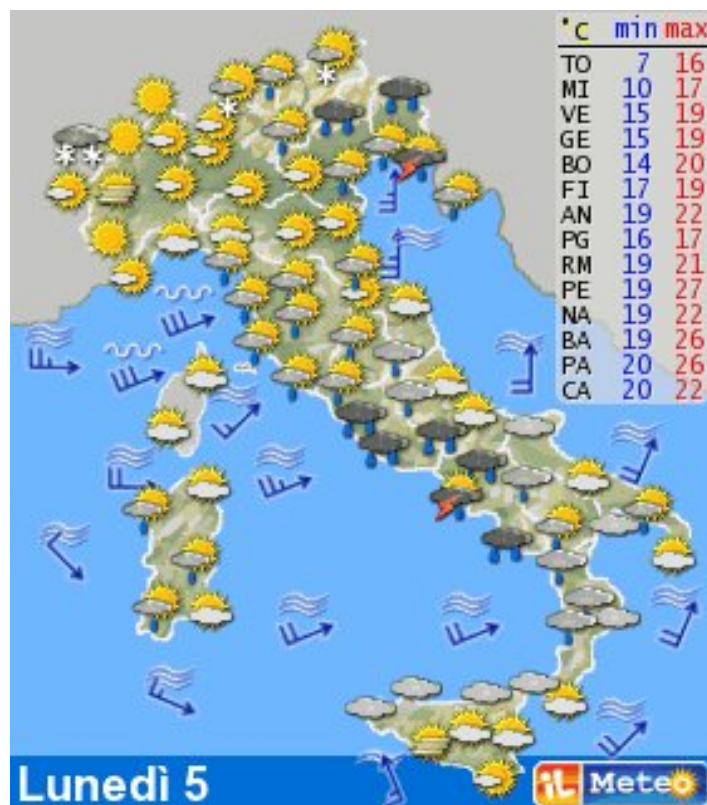 °C min max
TO 7 16
MI 10 17
VE 15 19
GE 15 19
BO 14 20
FI 17 19
AN 19 22
PG 16 17
RM 19 21
PE 19 27
NA 19 22
BA 19 26
PA 20 26
CA 20 22
Lunedì 5
iL Meteo